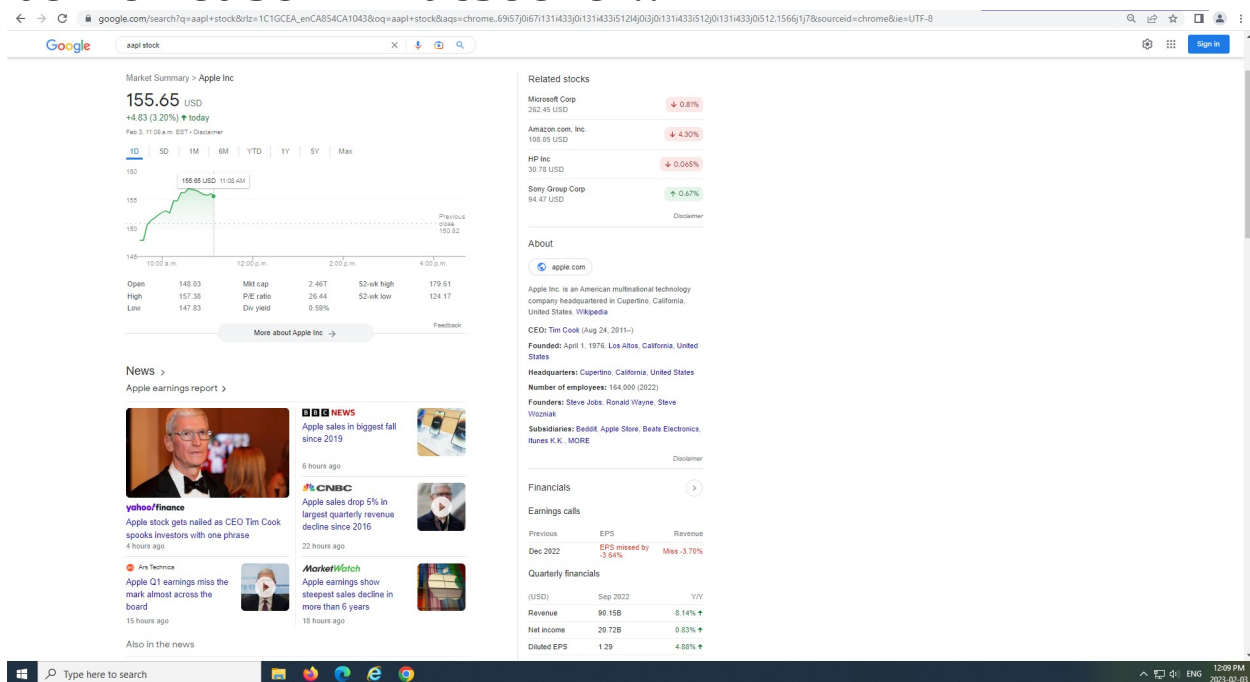 google.com/search?q=aapl+stock&rlz=1C1GCEA_enCA854CA1043&oq=aapl+stock&aqs=chrome..69i57j0i67i131i433j0i131i433i512l4j0i3j0i131i433i512j0i131i433j0i512.1566j1j7&sourceid=chrome&ie=UTF-8
Google
aapl stock
Sign in
Market Summary > Apple Inc
155.65 USD
+4.83 (3.20%) ↑ today
Feb 3, 11:08 a.m. EST • Disclaimer
1D 5D 1M 6M YTD 1Y 5Y Max
160
155.65 USD 11:08 AM
155
150
145
Previous
close
150.82
10:00 a.m. 12:00 p.m. 2:00 p.m. 4:00 p.m.
Open 148.03 Mkt cap 2.46T 52-wk high 179.61
High 157.38 P/E ratio 26.44 52-wk low 124.17
Low 147.83 Div yield 0.59%
Feedback
More about Apple Inc →
News >
Apple earnings report >
yahoo/finance
Apple stock gets nailed as CEO Tim Cook
spooks investors with one phrase
4 hours ago
BBC NEWS
Apple sales in biggest fall
since 2019
6 hours ago
CNBC
Apple sales drop 5% in
largest quarterly revenue
decline since 2016
22 hours ago
Ars Technica
Apple Q1 earnings miss the
mark almost across the
board
15 hours ago
MarketWatch
Apple earnings show
steepest sales decline in
more than 6 years
18 hours ago
Also in the news
Related stocks
Microsoft Corp
262.45 USD
↓ 0.81%
Amazon.com, Inc.
108.05 USD
↓ 4.30%
HP Inc
30.78 USD
↓ 0.065%
Sony Group Corp
94.47 USD
↑ 0.67%
Disclaimer
About
apple.com
Apple Inc. is an American multinational technology
company headquartered in Cupertino, California,
United States. Wikipedia
CEO: Tim Cook (Aug 24, 2011–)
Founded: April 1, 1976, Los Altos, California, United
States
Headquarters: Cupertino, California, United States
Number of employees: 164,000 (2022)
Founders: Steve Jobs, Ronald Wayne, Steve
Wozniak
Subsidiaries: Beddit, Apple Store, Beats Electronics,
Itunes K.K., MORE
Disclaimer
Financials
Earnings calls
Previous EPS Revenue
Dec 2022 EPS missed by
-3.64% Miss -3.70%
Quarterly financials
(USD) Sep 2022 Y/Y
Revenue 90.15B 8.14% ↑
Net income 20.72B 0.83% ↑
Diluted EPS 1.29 4.88% ↑
Type here to search
ENG
12:09 PM
2023-02-03